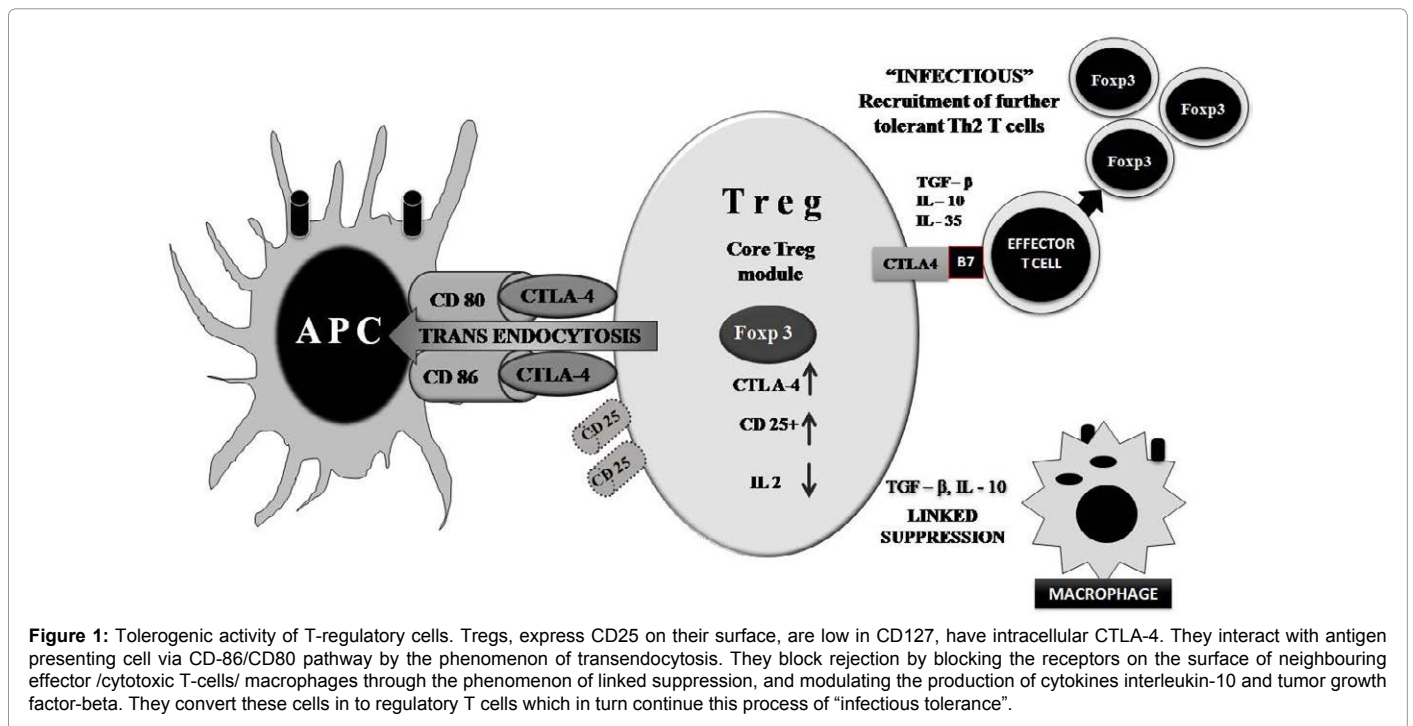 “INFECTIOUS”
Recruitment of further
tolerant Th2 T cells
Foxp3
Foxp3
Foxp3
TGF– β
IL– 10
IL- 35
CTLA4
B7
EFFECTOR
T CELL
Treg
Core Treg
module
Foxp 3
CTLA-4
CD 25+
IL 2
APC
CD 80
CTLA-4
TRANS ENDOCYTOSIS
CD 86
CTLA-4
CD 25
CD 25
TGF – β, IL - 10
LINKED
SUPPRESSION
MACROPHAGE
Figure 1: Tolerogenic activity of T-regulatory cells. Tregs, express CD25 on their surface, are low in CD127, have intracellular CTLA-4. They interact with antigen
presenting cell via CD-86/CD80 pathway by the phenomenon of transendocytosis. They block rejection by blocking the receptors on the surface of neighbouring
effector /cytotoxic T-cells/ macrophages through the phenomenon of linked suppression, and modulating the production of cytokines interleukin-10 and tumor growth
factor-beta. They convert these cells in to regulatory T cells which in turn continue this process of “infectious tolerance”.